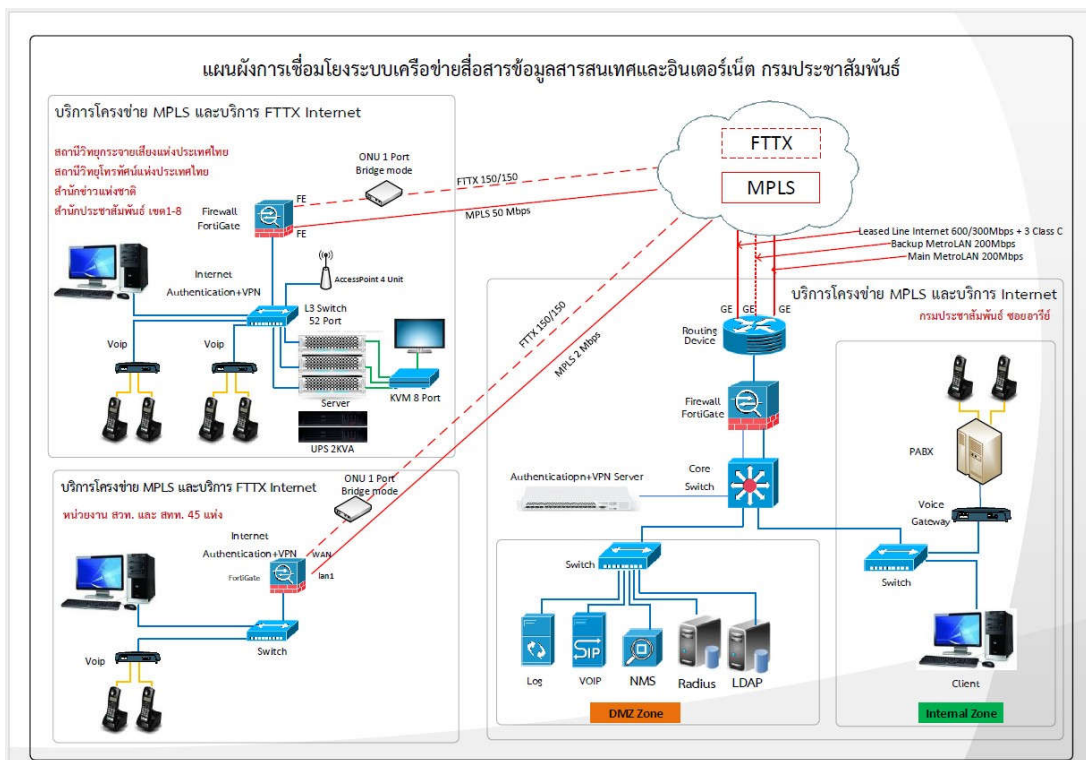 แผนผังการเชื่อมโยงระบบเครือข่ายสื่อสารข้อมูลสารสนเทศและอินเตอร์เน็ต กรมประชาสัมพันธ์
บริการโครงข่าย MPLS และบริการ FTTX Internet
สถานีวิทยุกระจายเสียงแห่งประเทศไทย
สถานีวิทยุโทรทัศน์แห่งประเทศไทย
สำนักข่าวแห่งชาติ
สำนักประชาสัมพันธ์ เขต1-8
ONU 1 Port
Bridge mode
FE
Firewall
FortiGate
FE
FTTX 150/150
MPLS 50 Mbps
Internet
Authentication+VPN
AccessPoint 4 Unit
L3 Switch
52 Port
Voip
Voip
Server
KVM 8 Port
UPS 2KVA
FTTX
MPLS
Leased Line Internet 600/300Mbps + 3 Class C
Backup MetroLAN 200Mbps
Main MetroLAN 200Mbps
FTTX 150/150
MPLS 2 Mbps
บริการโครงข่าย MPLS และบริการ Internet
กรมประชาสัมพันธ์ ซอยอารีย์
GE
GE
GE
Routing
Device
Firewall
FortiGate
Core
Switch
Authenticatiopn+VPN Server
PABX
Voice
Gateway
Switch
Client
Internal Zone
Switch
Log
VOIP
SIP
NMS
Radius
LDAP
DMZ Zone
บริการโครงข่าย MPLS และบริการ FTTX Internet
หน่วยงาน สวท. และ สทท. 45 แห่ง
ONU 1 Port
Bridge mode
Internet
Authentication+VPN
WAN
FortiGate
lan1
Switch
Voip